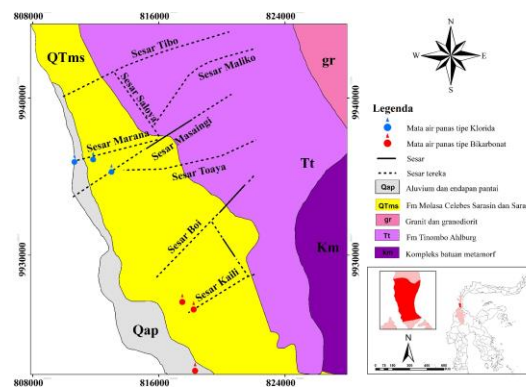 808000 816000 824000
QTms
Sesar Tibo
Sesar Maliko
gr
Sesar Saloya
9940000
9940000
Sesar Marana
Sesar Masaingi
Sesar Toaya
Tt
Sesar Boi
Km
9930000
9930000
Sesar Kaili
Qap
808000 816000 824000
N
W E
S
Legenda
Mata air panas tipe Klorida
Mata air panas tipe Bikarbonat
Sesar
Sesar tereka
Qap Aluvium dan endapan pantai
QTms Fm Molasa Celebes Sarasin dan Sara
gr Granit dan granodiorit
Tt Fm Tinombo Ahlburg
km Kompleks batuan metamorf
N